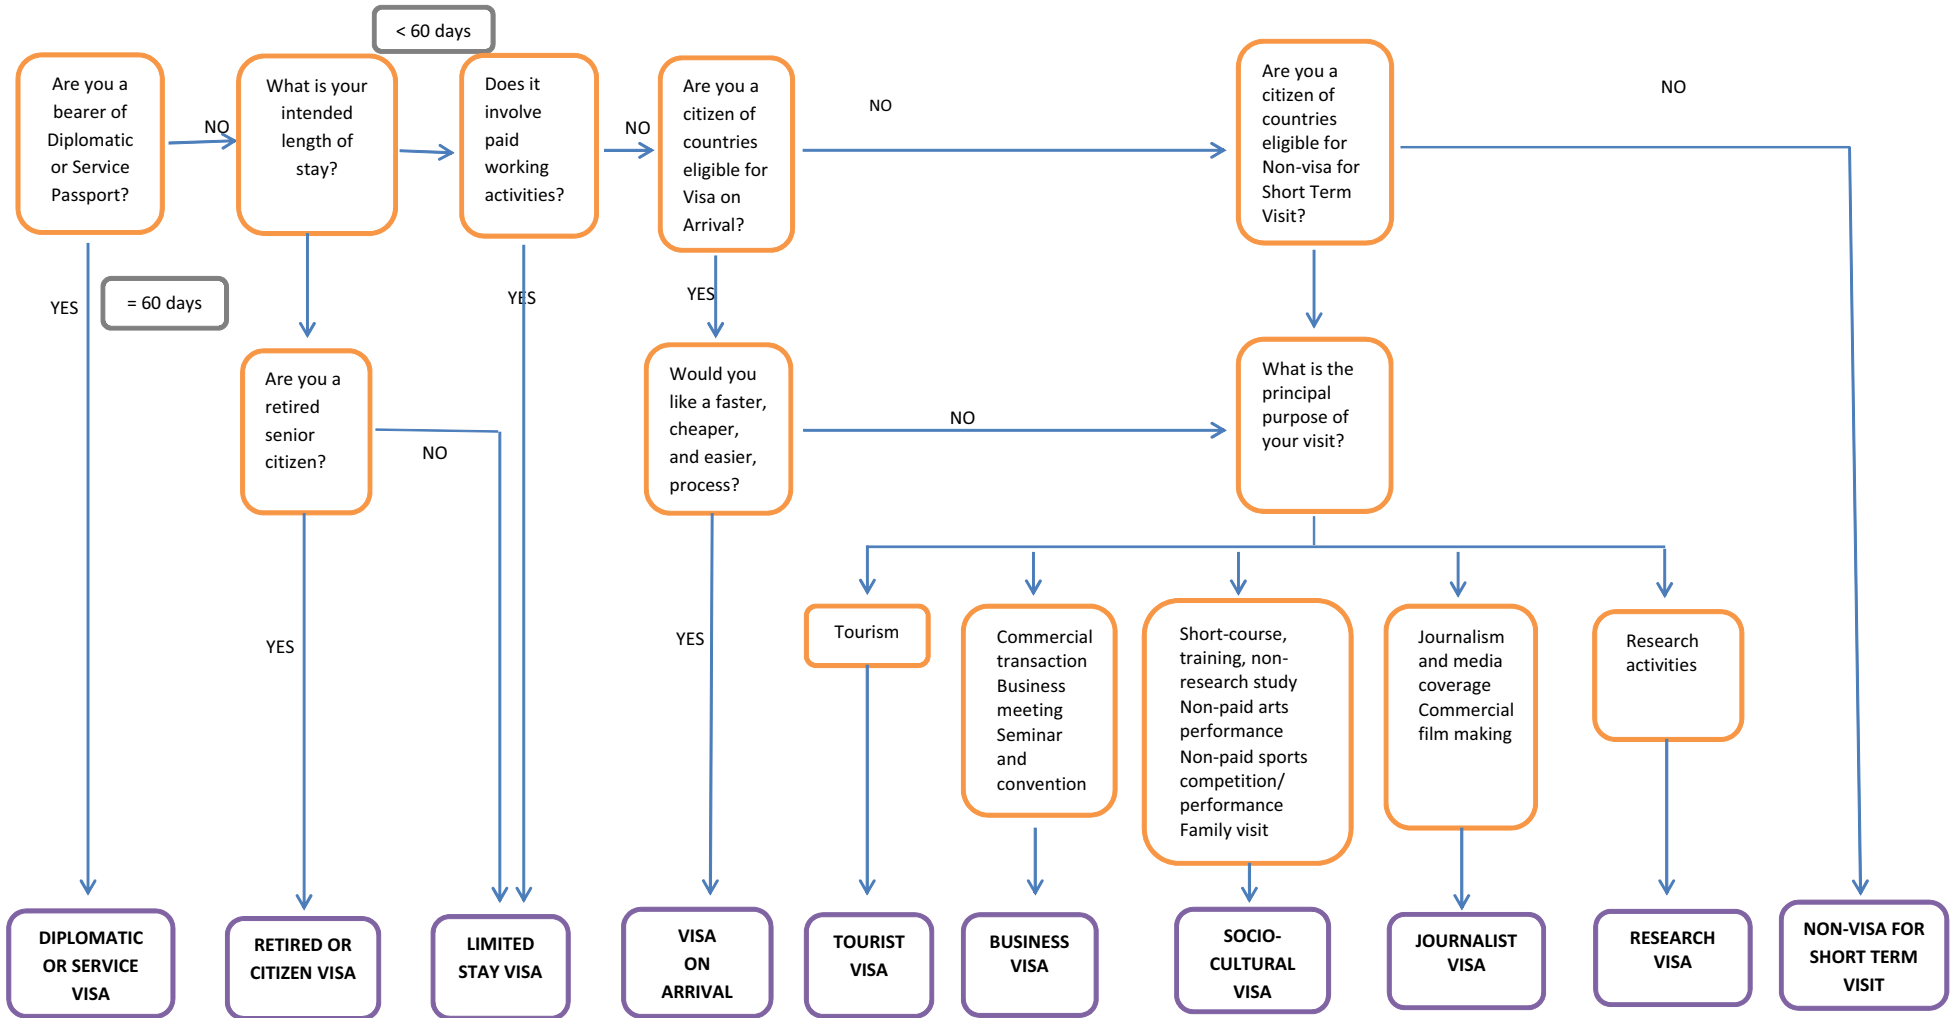 < 60 days
Are you a
bearer of
Diplomatic
or Service
Passport?
NO
What is your
intended
length of
stay?
Does it
involve
paid
working
activities?
NO
Are you a
citizen of
countries
eligible for
Visa on
Arrival?
NO
Are you a
citizen of
countries
eligible for
Non-visa for
Short Term
Visit?
NO
YES
= 60 days
YES
YES
Are you a
retired
senior
citizen?
NO
Would you
like a faster,
cheaper,
and easier,
process?
NO
What is the
principal
purpose of
your visit?
YES
YES
Tourism
Commercial
transaction
Business
meeting
Seminar
and
convention
Short-course,
training, non-
research study
Non-paid arts
performance
Non-paid sports
competition/
performance
Family visit
Journalism
and media
coverage
Commercial
film making
Research
activities
DIPLOMATIC
OR SERVICE
VISA
RETIRED OR
CITIZEN VISA
LIMITED
STAY VISA
VISA
ON
ARRIVAL
TOURIST
VISA
BUSINESS
VISA
SOCIO-
CULTURAL
VISA
JOURNALIST
VISA
RESEARCH
VISA
NON-VISA FOR
SHORT TERM
VISIT